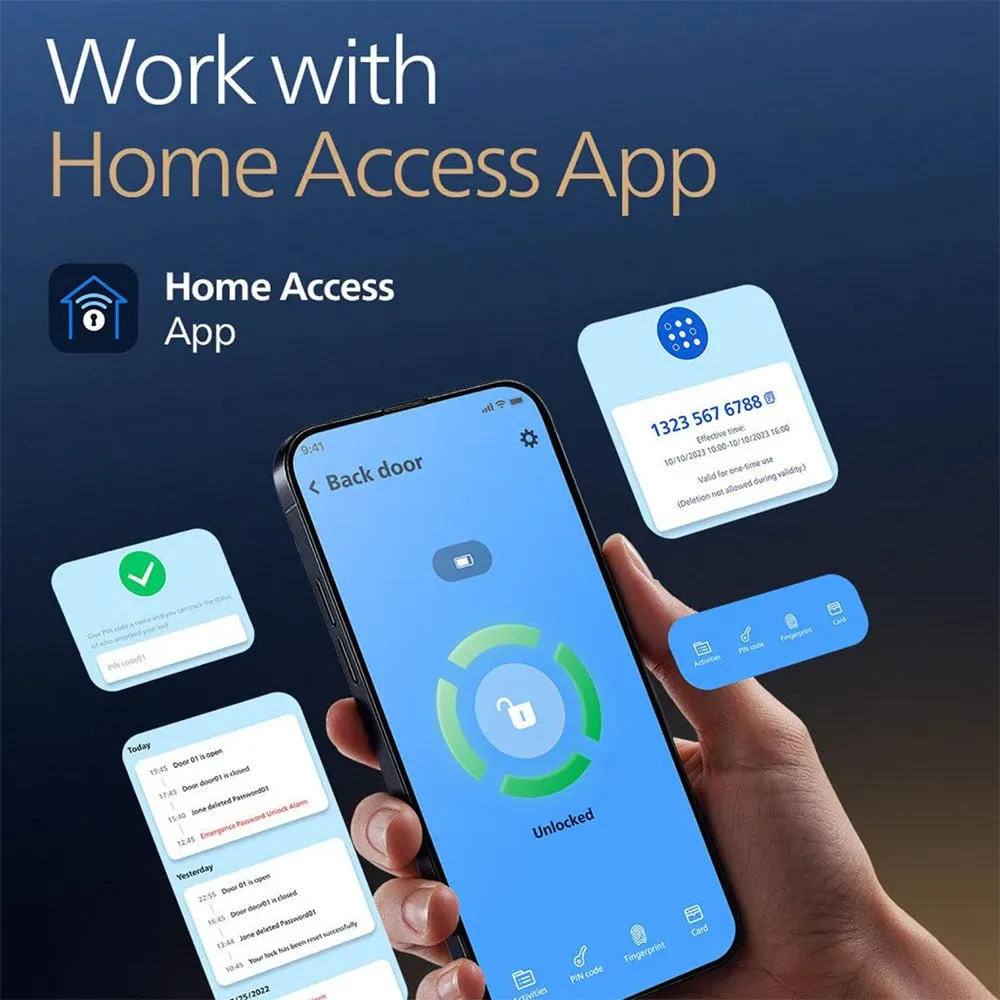 Work with
Home Access App
Home Access
App
1323 567 6788
Effective time:
10/10/2023 10:00-10/10/2023 16:00
Valid for one-time use
(Deletion not allowed during validity.)
9:41
Back door
Unlocked
Activities
PIN code
Fingerprint
Card
Activities
PIN code
Fingerprint
Card
Give PIN code a name and you can track the status
of who unlocked your lock.
PIN code01
Today
19:45 Door 01 is open
17:49 Door door01 is closed
15:40 Jone deleted Password01
12:45 Emergence Password Unlock Alarm
Yesterday
22:55 Door 01 is open
16:45 Door door01 is closed
13:44 Jone deleted Password01
10:45 Your lock has been reset successfully
/25/2022